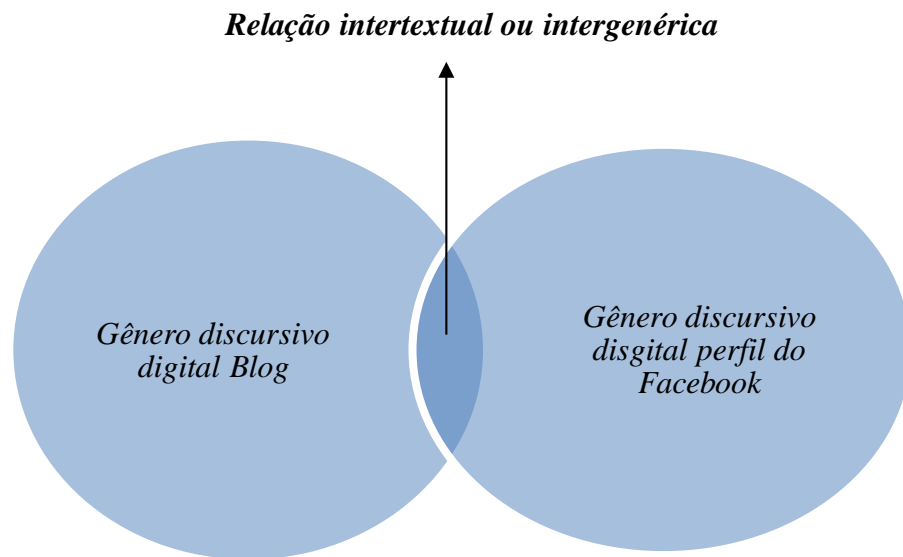 Relação intertextual ou intergenérica
Gênero discursivo
digital Blog
Gênero discursivo
disgital perfil do
Facebook